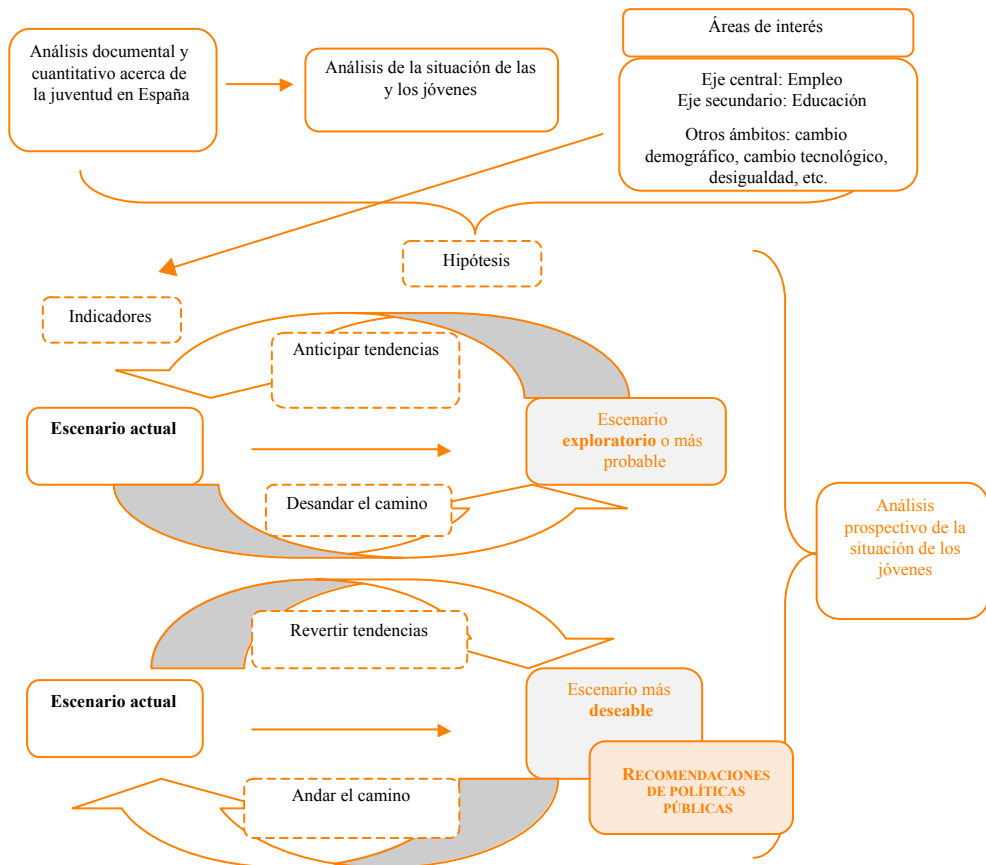 Análisis documental y
cuantitativo acerca de
la juventud en España
Análisis de la situación de las
y los jóvenes
Áreas de interés
Eje central: Empleo
Eje secundario: Educación
Otros ámbitos: cambio
demográfico, cambio tecnológico,
desigualdad, etc.
Hipótesis
Indicadores
Anticipar tendencias
Escenario actual
Escenario
exploratorio o más
probable
Desandar el camino
Análisis
prospectivo de la
situación de los
jóvenes
Revertir tendencias
Escenario actual
Escenario más
deseable
Andar el camino
RECOMENDACIONES
DE POLÍTICAS
PÚBLICAS